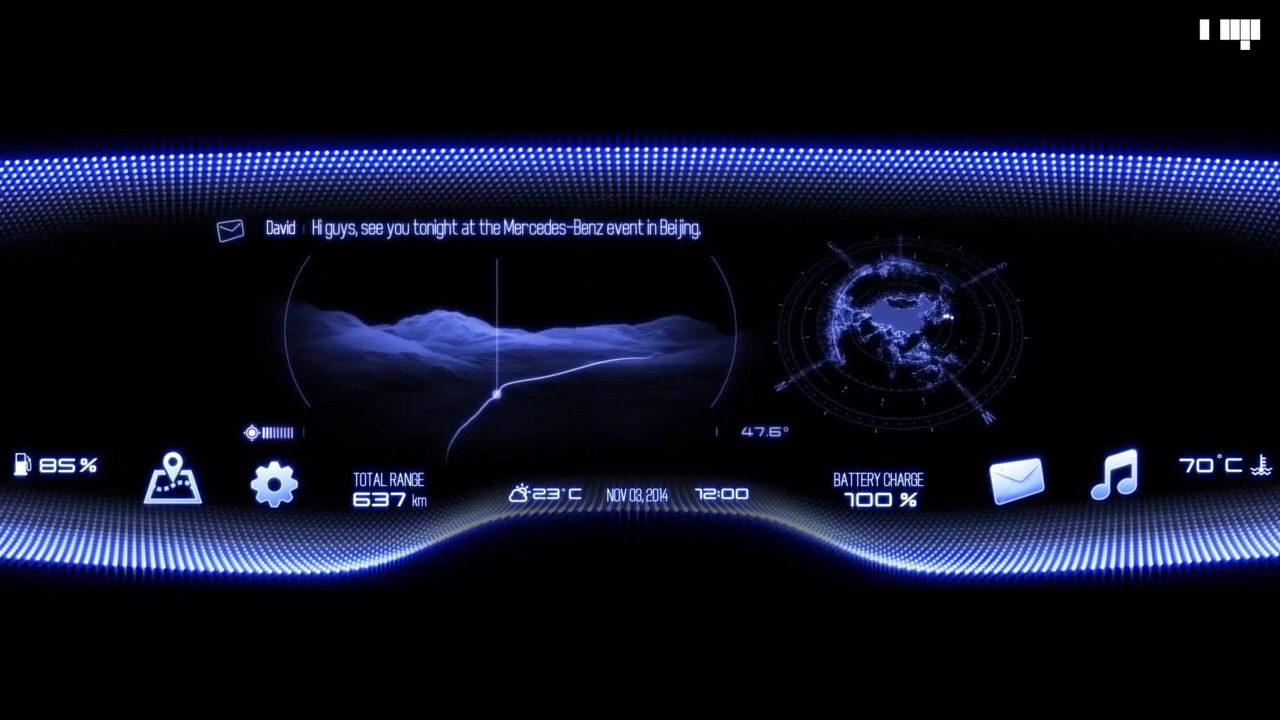 David Hi guys, see you tonight at the Mercedes-Benz event in Beijing.
47.6°
85%
70°C
TOTAL RANGE
637 km
23°C NOV 03, 2014 12:00
BATTERY CHARGE
100 %